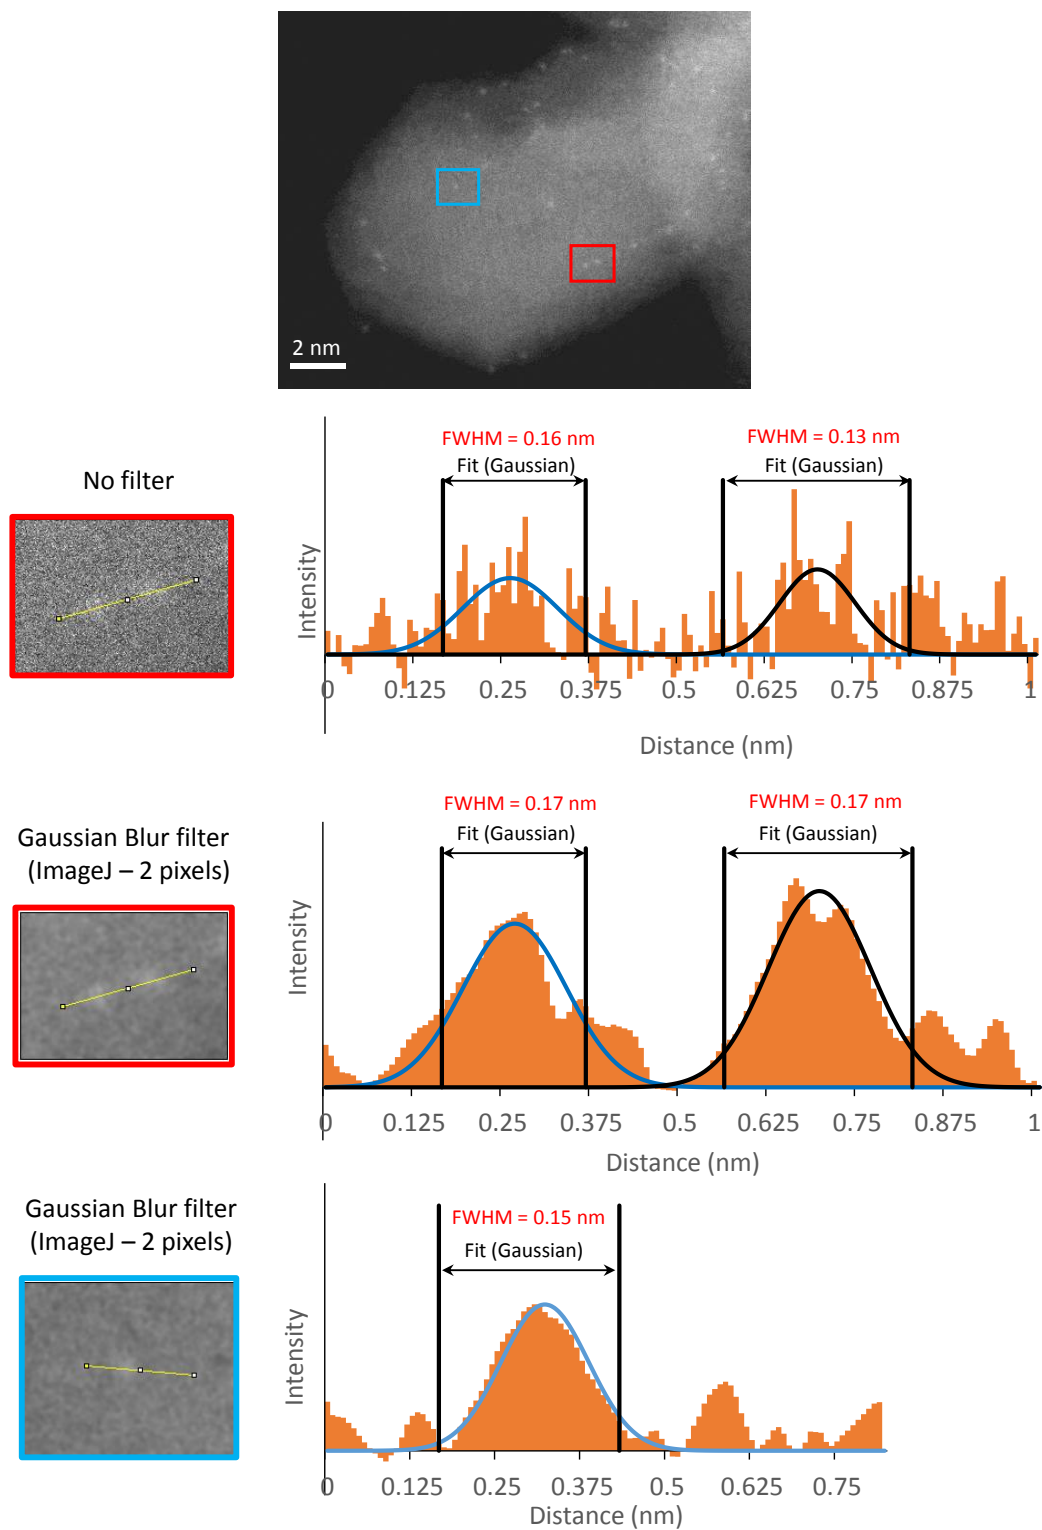 2 nm
No filter
FWHM = 0.16 nm
Fit (Gaussian)
FWHM = 0.13 nm
Fit (Gaussian)
Intensity
0 0.125 0.25 0.375 0.5 0.625 0.75 0.875 1
Distance (nm)
Gaussian Blur filter
(ImageJ – 2 pixels)
FWHM = 0.17 nm
Fit (Gaussian)
FWHM = 0.17 nm
Fit (Gaussian)
Intensity
0 0.125 0.25 0.375 0.5 0.625 0.75 0.875 1
Distance (nm)
Gaussian Blur filter
(ImageJ – 2 pixels)
FWHM = 0.15 nm
Fit (Gaussian)
Intensity
0 0.125 0.25 0.375 0.5 0.625 0.75
Distance (nm)